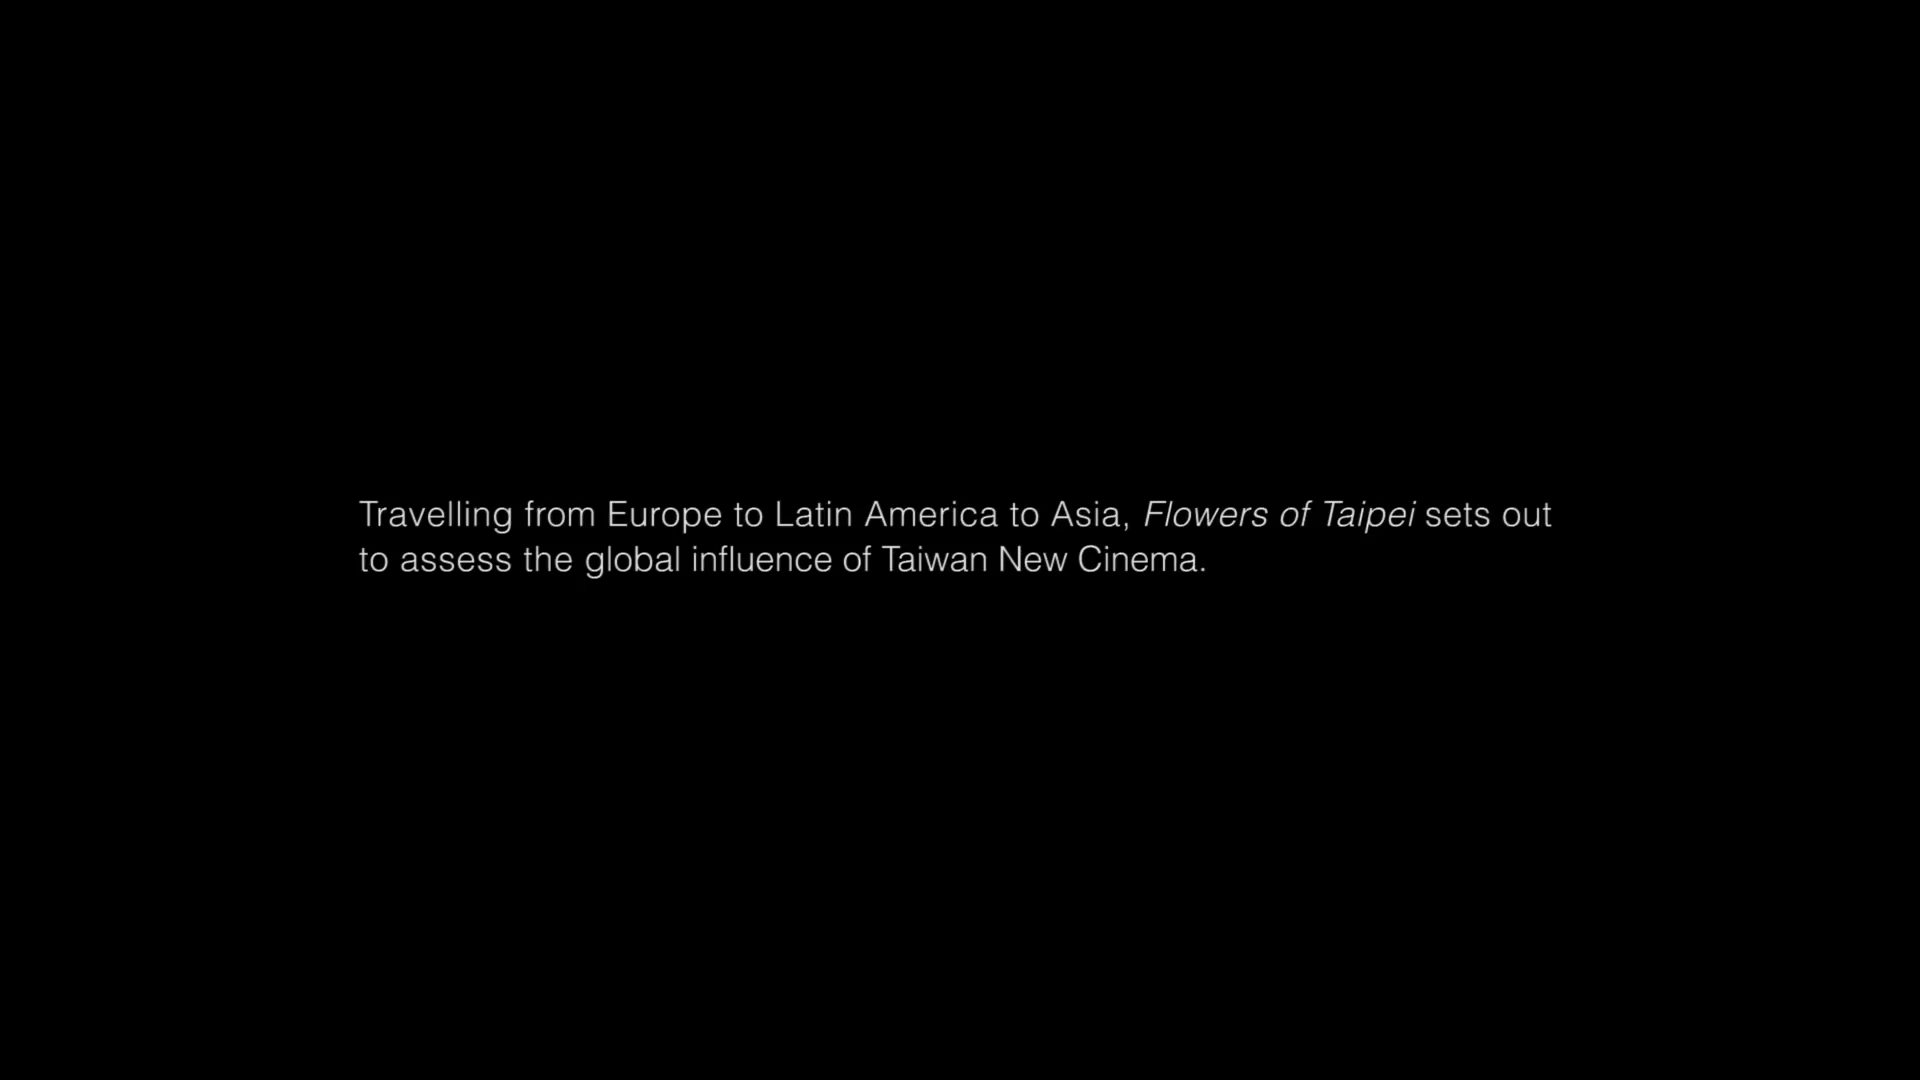 Travelling from Europe to Latin America to Asia, Flowers of Taipei sets out
to assess the global influence of Taiwan New Cinema.